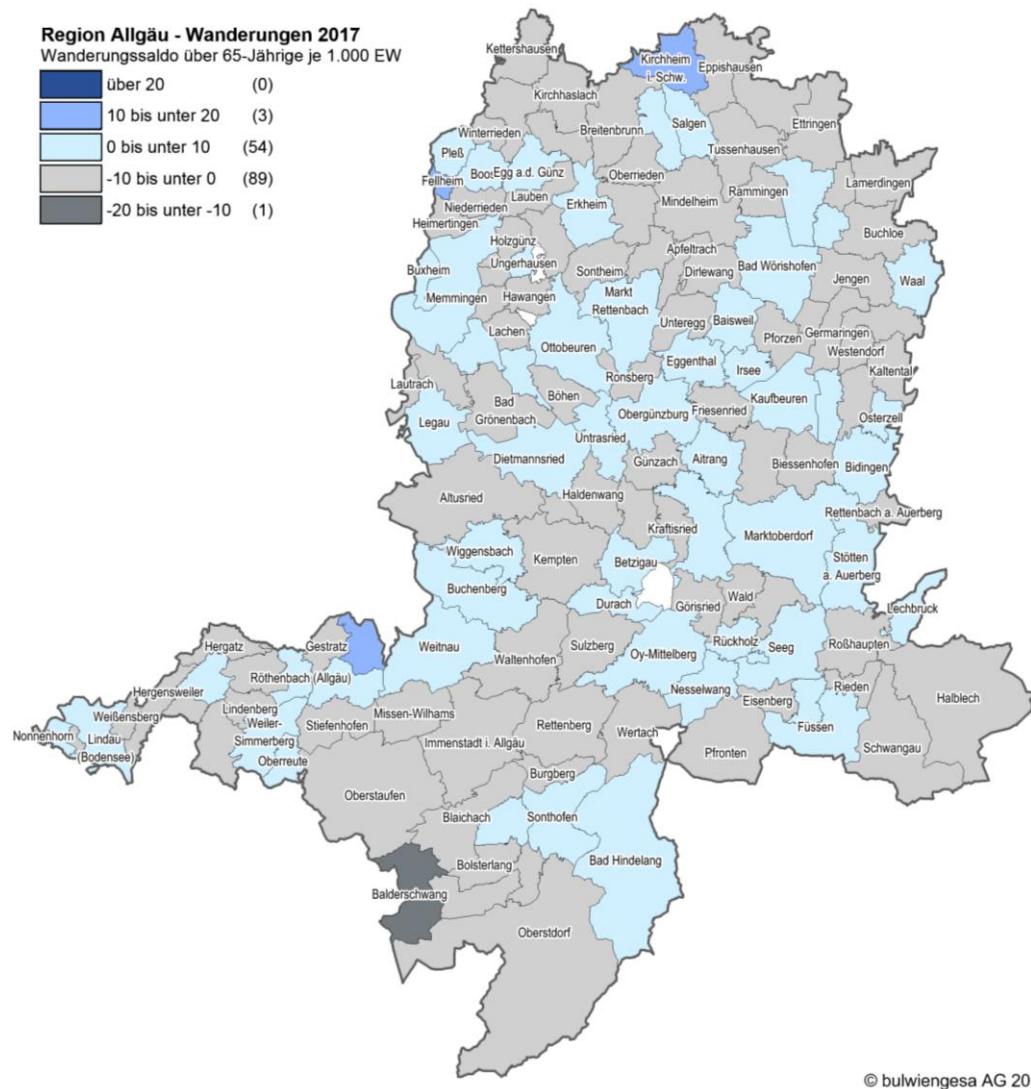 Region Allgäu - Wanderungen 2017
Wanderungssaldo über 65-Jährige je 1.000 EW
über 20 (0)
10 bis unter 20 (3)
0 bis unter 10 (54)
-10 bis unter 0 (89)
-20 bis unter -10 (1)
Kettershausen
Kirchheim
i. Schw.
Eppishausen
Kirchhaslach
Winterrieden
Breitenbrunn
Salgen
Ettringen
Tussenhausen
Pleß
Boos
Egg a.d. Günz
Oberrieden
Fellheim
Niederrieden
Lauben
Erkheim
Mindelheim
Rammingen
Lamerdingen
Heimertingen
Holzgünz
Buchloe
Ungerhausen
Apfeltrach
Buxheim
Sontheim
Dirlewang
Bad Wörishofen
Jengen
Waal
Memmingen
Hawangen
Markt
Rettenbach
Baisweil
Lachen
Unteregg
Germaringen
Pforzen
Ottobeuren
Westendorf
Eggenthal
Irsee
Kaltental
Lautrach
Ronsberg
Böhen
Bad
Grönenbach
Legau
Obergünzburg
Friesenried
Kaufbeuren
Osterzell
Untrasried
Dietmannsried
Günzach
Aitrang
Biessenhofen
Bidingen
Altusried
Haldenwang
Rettenbach a. Auerberg
Kraftisried
Marktoberdorf
Wiggensbach
Kempten
Betzigau
Stötten
a. Auerberg
Buchenberg
Durach
Görisried
Wald
Lechbruck
Hergatz
Gestratz
Weitnau
Waltenhofen
Sulzberg
Oy-Mittelberg
Rückholz
Seeg
Roßhaupten
Röthenbach (Allgäu)
Hergensweiler
Nesselwang
Eisenberg
Rieden
Halblech
Weißensberg
Lindenberg
Weiler-
Simmerberg
Stiefenhofen
Missen-Wilhams
Nonnenhorn
Lindau
(Bodensee)
Rettenberg
Wertach
Füssen
Oberreute
Immenstadt i. Allgäu
Pfronten
Schwangau
Burgberg
Oberstaufen
Blaichach
Sonthofen
Bad Hindelang
Bolsterlang
Balderschwang
Oberstdorf
© bulwiengesa AG 20